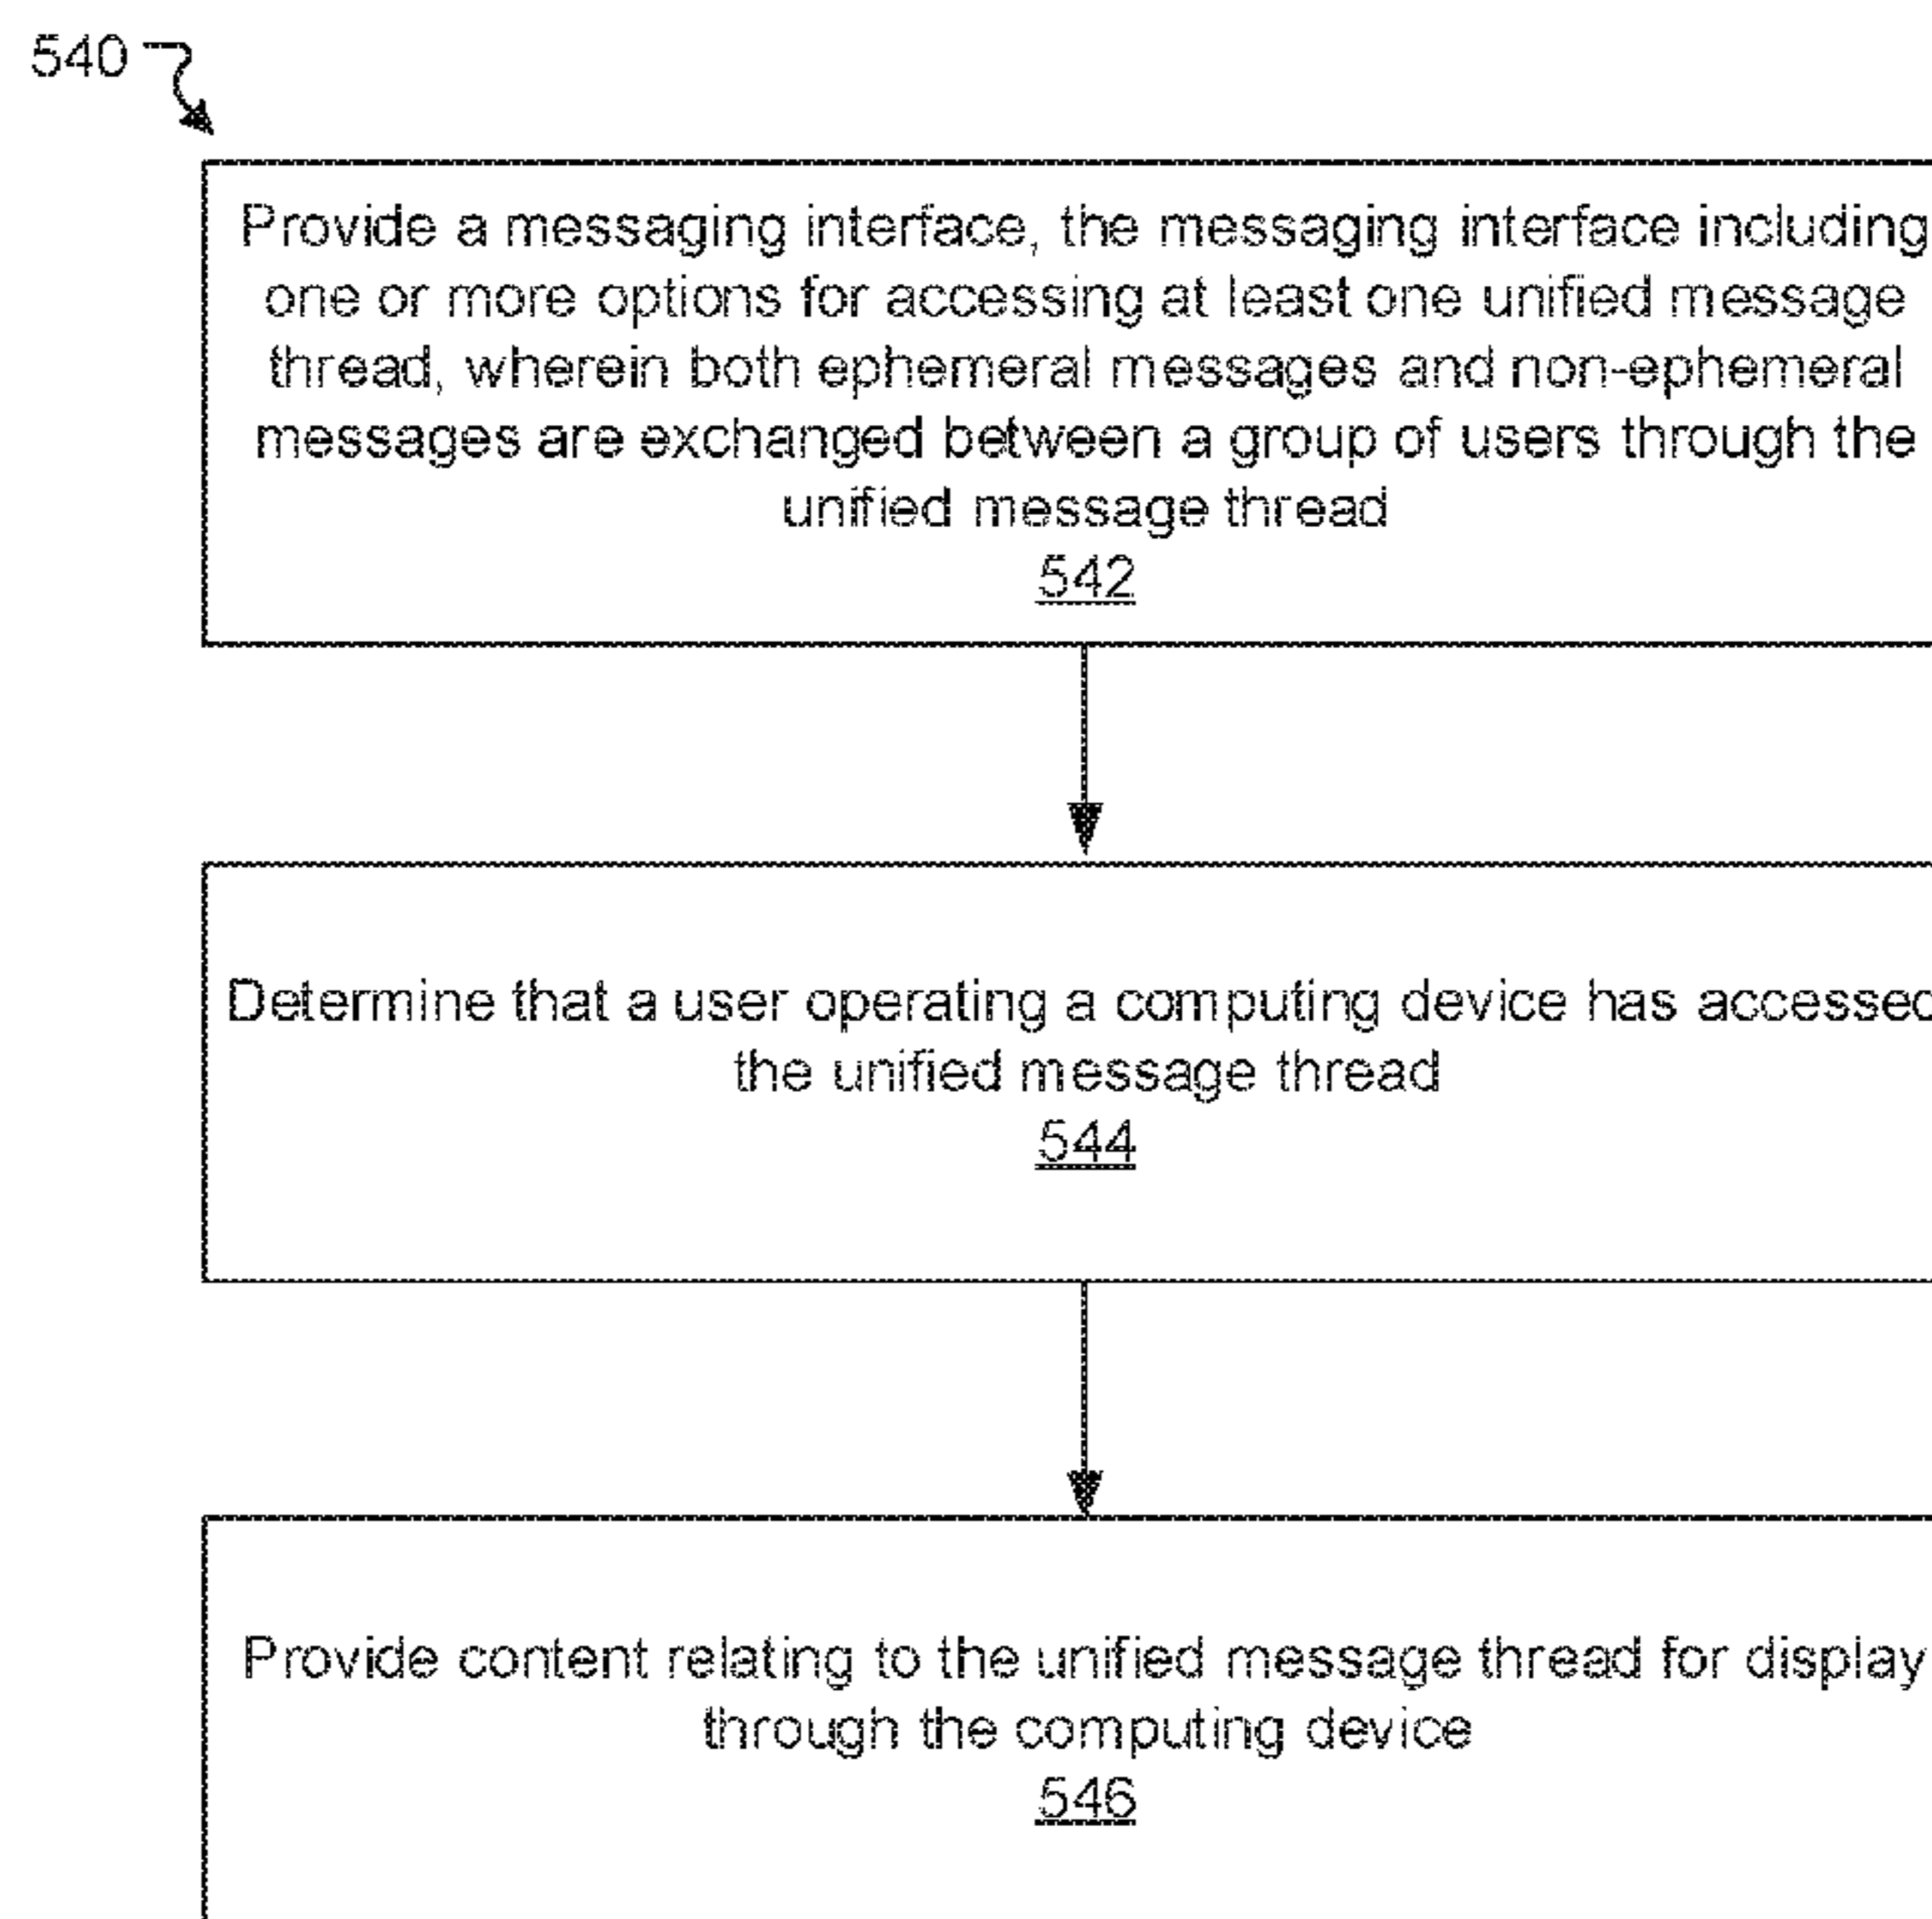 540
Provide a messaging interface, the messaging interface including
one or more options for accessing at least one unified message
thread, wherein both ephemeral messages and non-ephemeral
messages are exchanged between a group of users through the
unified message thread
542
Determine that a user operating a computing device has accessed
the unified message thread
544
Provide content relating to the unified message thread for display
through the computing device
546